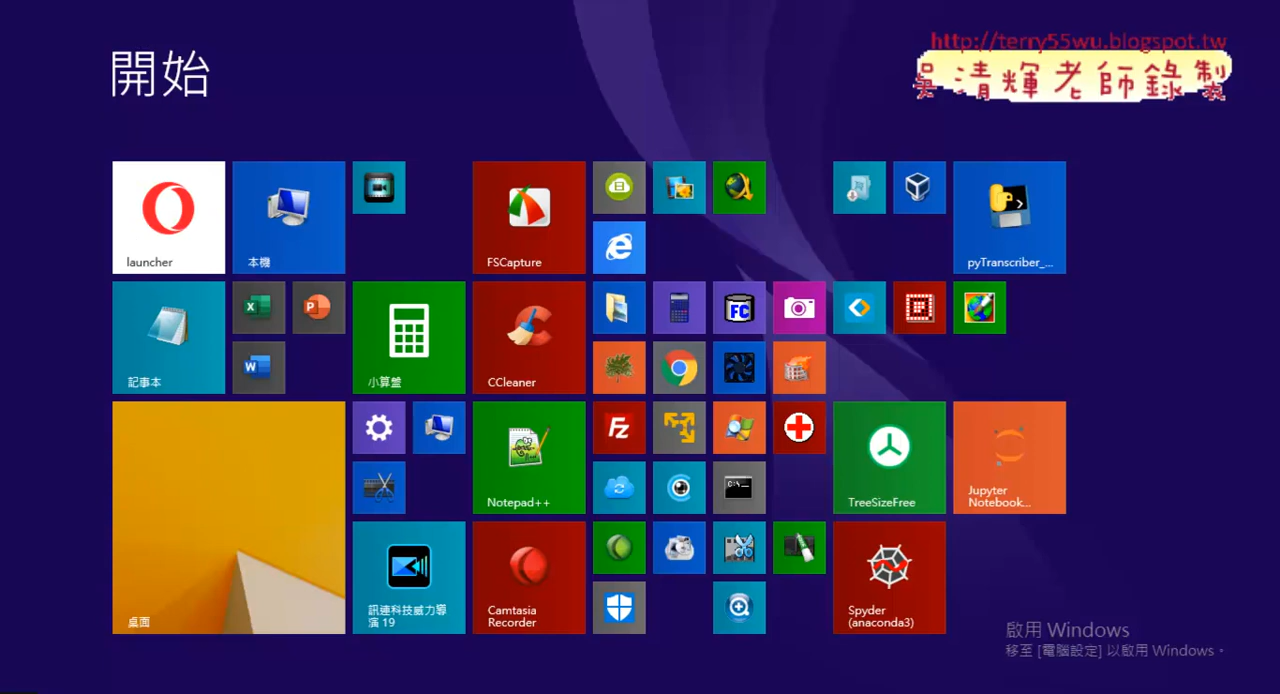 開始
http://terry55wu.blogspot.tw
吳清輝老師錄製
launcher
本機
FSCapture
pyTranscriber_...
記事本
小算盤
CCleaner
FC
桌面
Notepad++
C:\_
TreeSizeFree
Jupyter
Notebook...
訊連科技威力導
演 19
Camtasia
Recorder
Spyder
(anaconda3)
啟用 Windows
移至 [電腦設定] 以啟用 Windows。